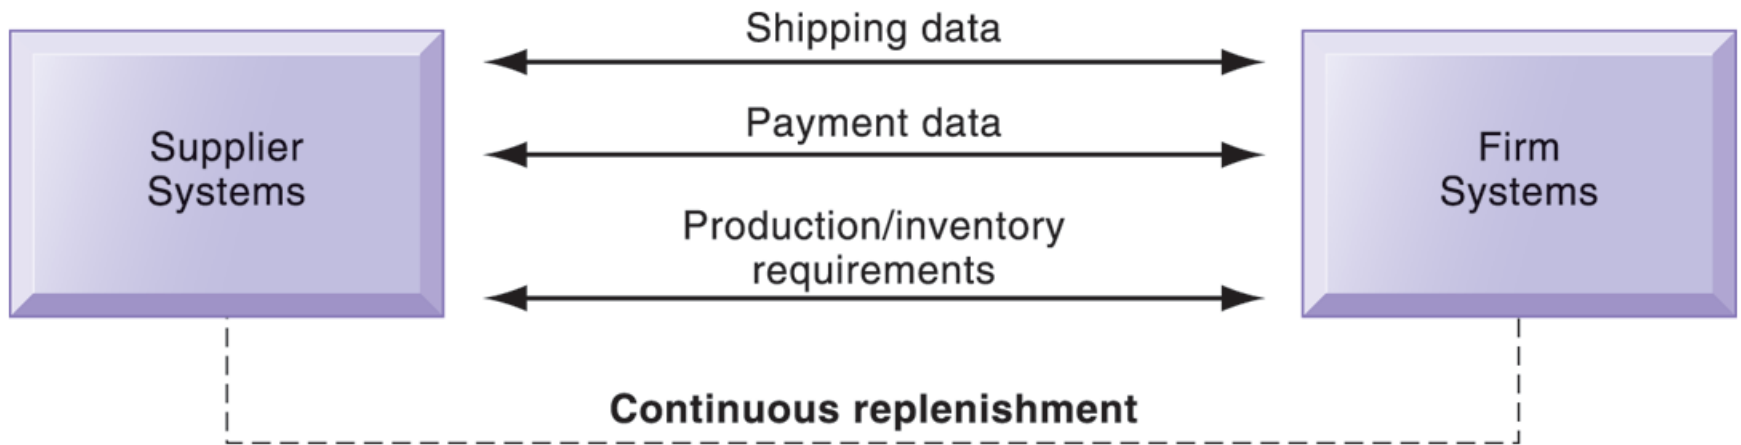 Shipping data
Payment data
Supplier
Systems
Firm
Systems
Production/inventory
requirements
Continuous replenishment